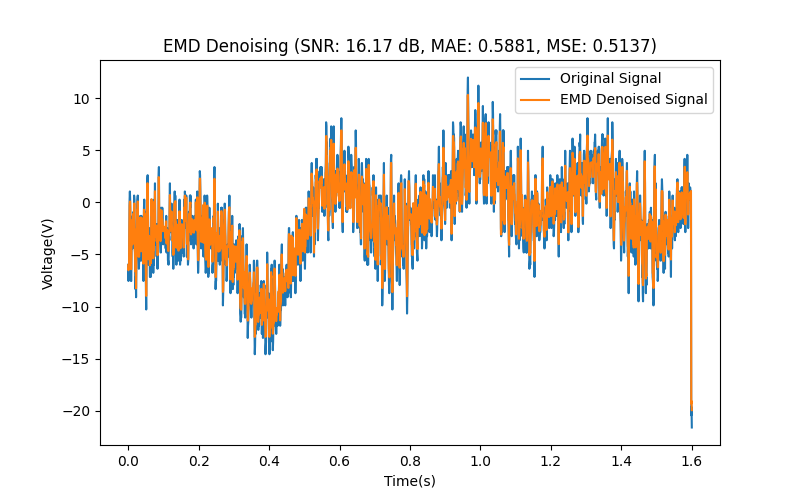 EMD Denoising (SNR: 16.17 dB, MAE: 0.5881, MSE: 0.5137)
Original Signal
EMD Denoised Signal
Voltage(V)
10
5
0
−5
−10
−15
−20
0.0 0.2 0.4 0.6 0.8 1.0 1.2 1.4 1.6
Time(s)